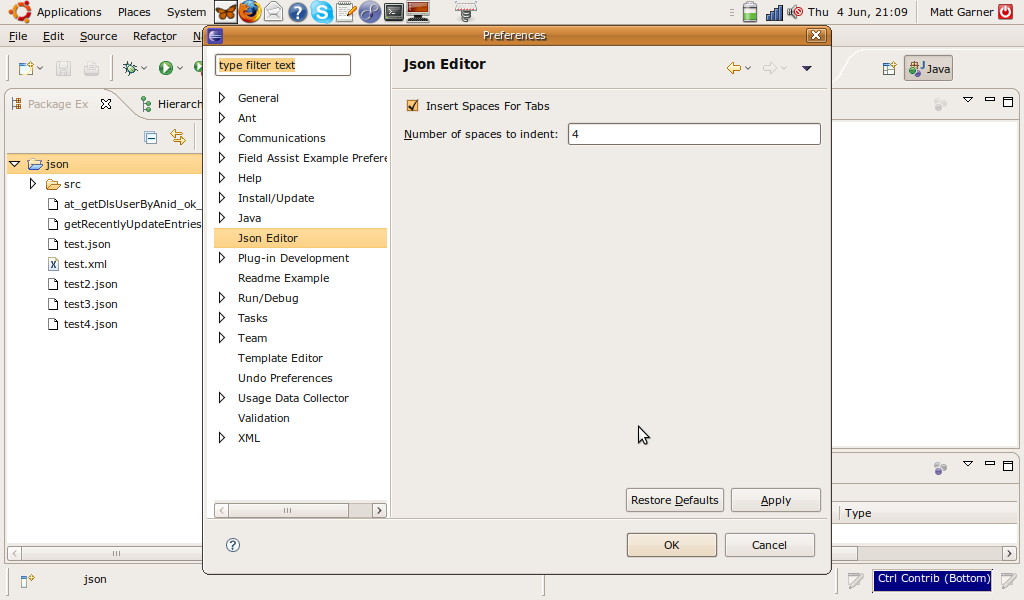 Applications Places System Thu 4 Jun, 21:09 Matt Garner
File Edit Source Refactor
Preferences
type filter text
Json Editor
Java
Package Ex Hierarch
General
Ant
Communications
Field Assist Example Prefere
Help
Install/Update
Java
Json Editor
Plug-in Development
Readme Example
Run/Debug
Tasks
Team
Template Editor
Undo Preferences
Usage Data Collector
Validation
XML
Insert Spaces For Tabs
Number of spaces to indent: 4
json
src
at_getDlsUserByAnid_ok_
getRecentlyUpdateEntries
test.json
test.xml
test2.json
test3.json
test4.json
Restore Defaults Apply
OK Cancel
Type
json
Ctrl Contrib (Bottom)